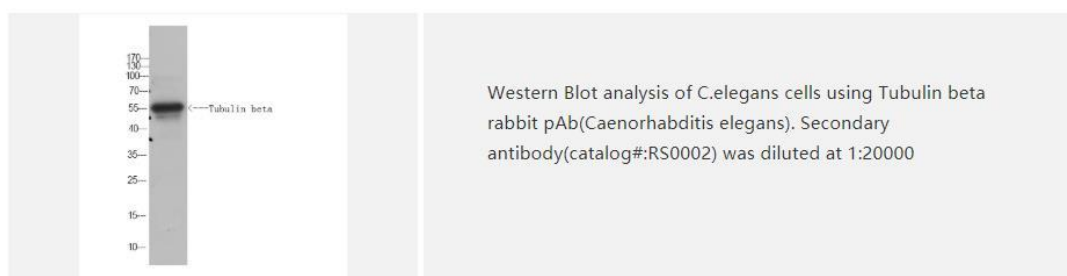 170
130
100
70
55
<---Tubulin beta
40
35
25
15
10
Western Blot analysis of C.elegans cells using Tubulin beta
rabbit pAb(Caenorhabditis elegans). Secondary
antibody(catalog#:RS0002) was diluted at 1:20000